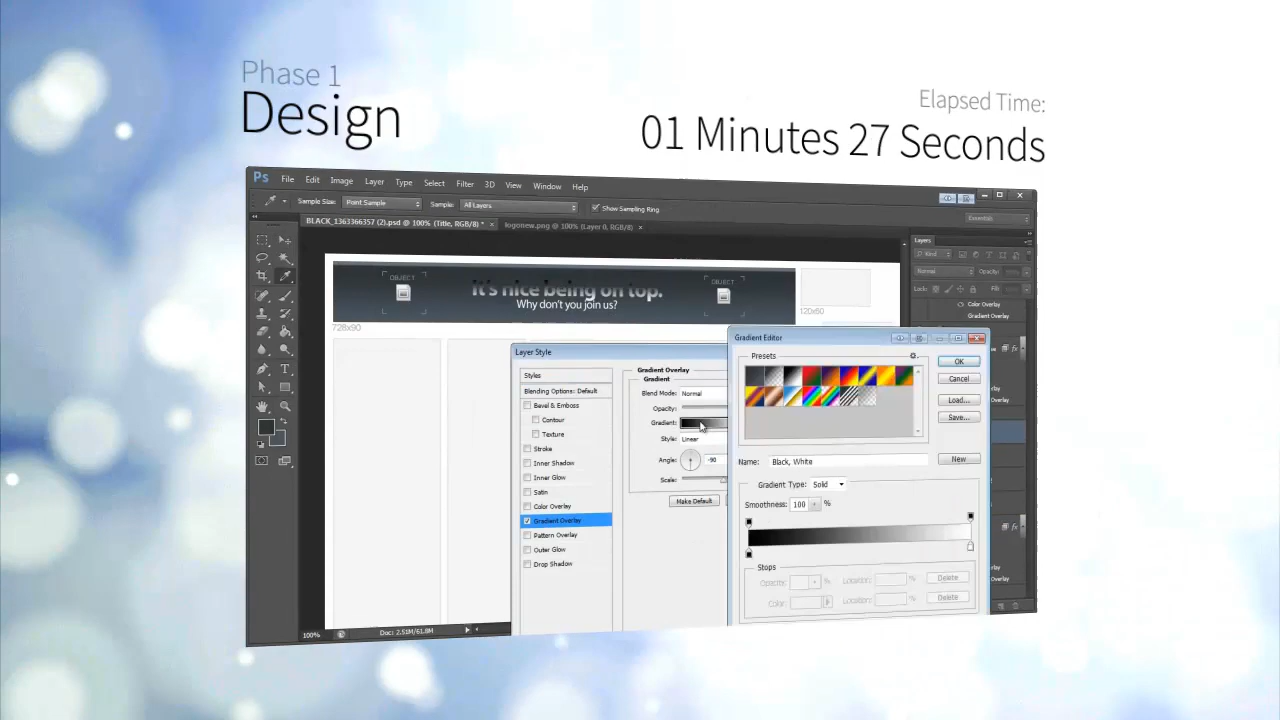 Phase 1
Design
Elapsed Time:
01 Minutes 27 Seconds
Ps File Edit Image Layer Type Select Filter 3D View Window Help
Sample Size: Point Sample Sample: All Layers Show Sampling Ring
Essentials
BLACK_1363366357 (2).psd @ 100% (Title, RGB/8) * × logonew.png @ 100% (Layer 0, RGB/8) ×
Layers
Kind
Normal Opacity:
Lock: Fill:
Color Overlay
Gradient Overlay
OBJECT
It's nice being on top.
Why don't you join us?
OBJECT
728x90
120x60
Layer Style
Styles
Blending Options: Default
Bevel & Emboss
Contour
Texture
Stroke
Inner Shadow
Inner Glow
Satin
Color Overlay
Gradient Overlay
Pattern Overlay
Outer Glow
Drop Shadow
Gradient Overlay
Gradient
Blend Mode: Normal
Opacity:
Gradient:
Style: Linear
Angle: -90
Scale:
Make Default
Gradient Editor
Presets
OK
Cancel
Load...
Save...
Name: Black, White
New
Gradient Type: Solid
Smoothness: 100 %
Stops
Opacity: % Location: % Delete
Color: Location: % Delete
100% Doc: 2.51M/61.8M